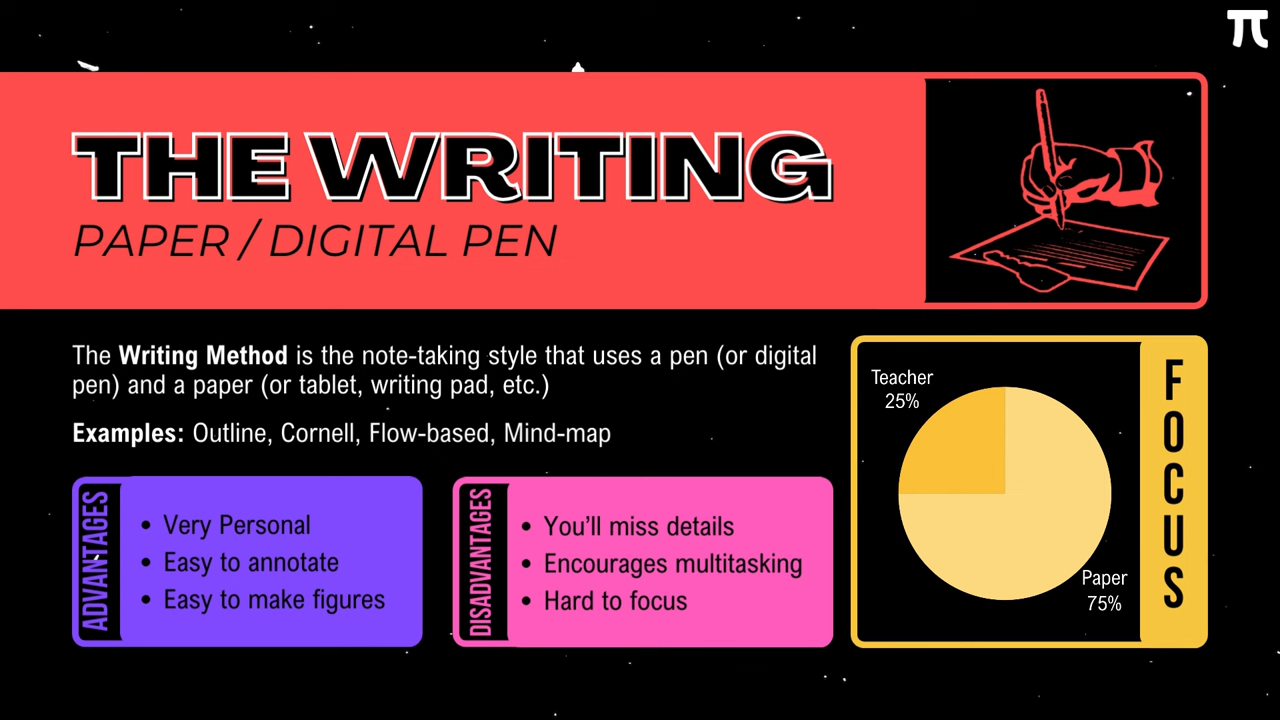 π
THE WRITING
PAPER / DIGITAL PEN
The Writing Method is the note-taking style that uses a pen (or digital
pen) and a paper (or tablet, writing pad, etc.)
Examples: Outline, Cornell, Flow-based, Mind-map
ADVANTAGES
• Very Personal
• Easy to annotate
• Easy to make figures
DISADVANTAGES
• You'll miss details
• Encourages multitasking
• Hard to focus
Teacher
25%
Paper
75%
FOCUS